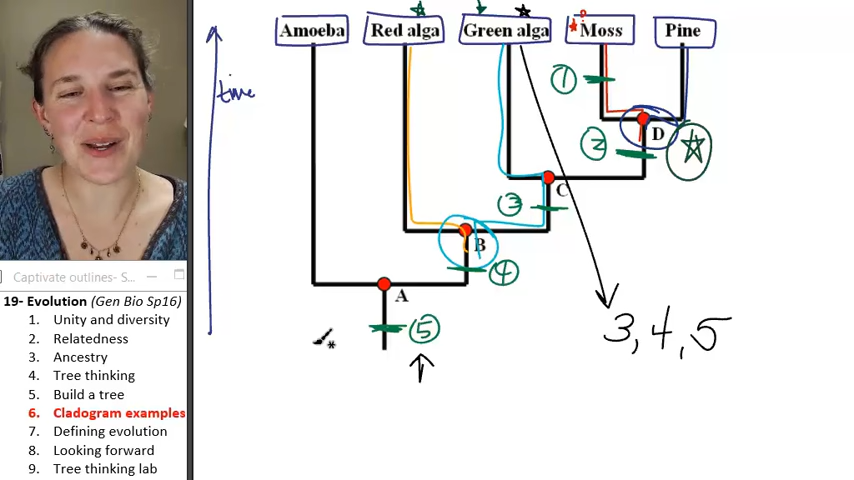 Amoeba Red alga Green alga Moss Pine
time
1
2
D
C
3
B
4
A
5
3, 4, 5
Captivate outlines- S...
19- Evolution (Gen Bio Sp16)
1. Unity and diversity
2. Relatedness
3. Ancestry
4. Tree thinking
5. Build a tree
6. Cladogram examples
7. Defining evolution
8. Looking forward
9. Tree thinking lab